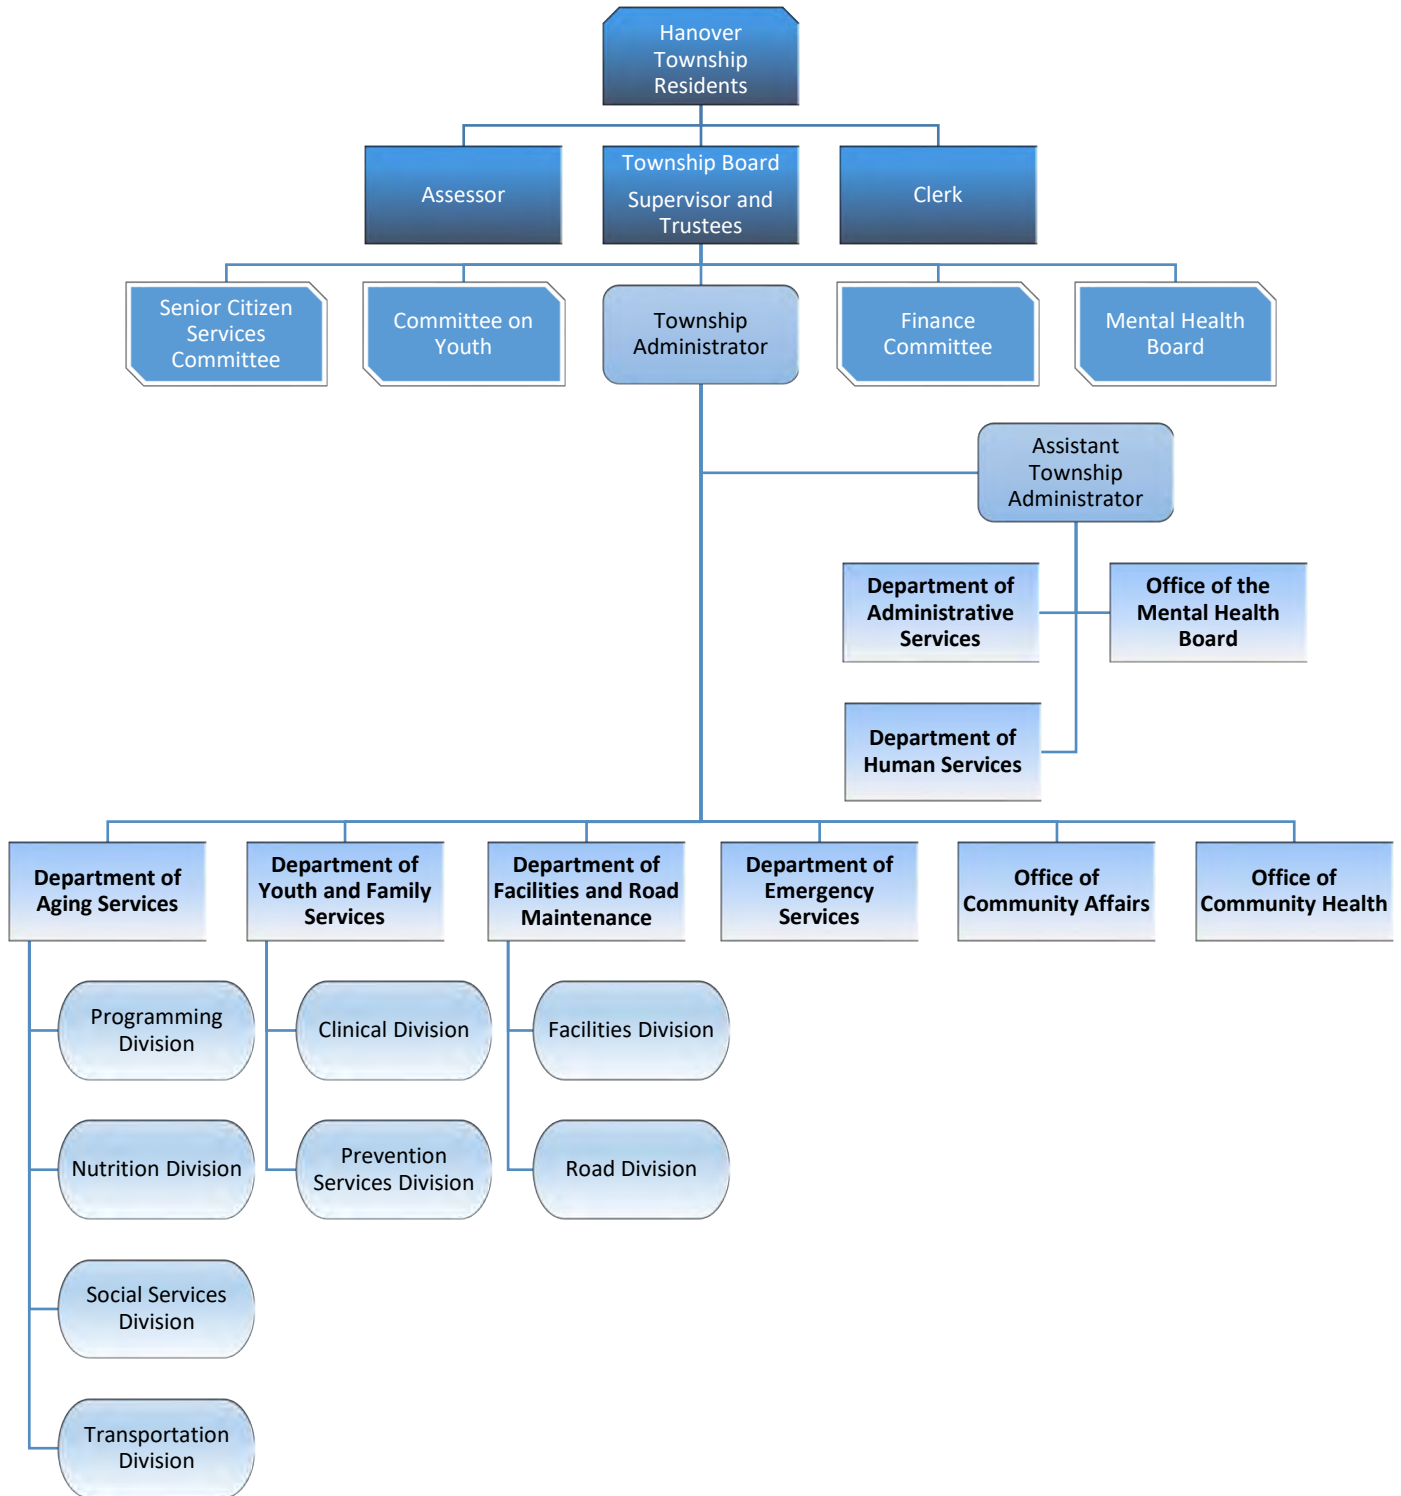 Hanover
Township
Residents
Assessor
Township Board
Supervisor and
Trustees
Clerk
Senior Citizen
Services
Committee
Committee on
Youth
Township
Administrator
Finance
Committee
Mental Health
Board
Assistant
Township
Administrator
Department of
Administrative
Services
Office of the
Mental Health
Board
Department of
Human Services
Department of
Aging Services
Department of
Youth and Family
Services
Department of
Facilities and Road
Maintenance
Department of
Emergency
Services
Office of
Community Affairs
Office of
Community Health
Programming
Division
Clinical Division
Facilities Division
Nutrition Division
Prevention
Services Division
Road Division
Social Services
Division
Transportation
Division